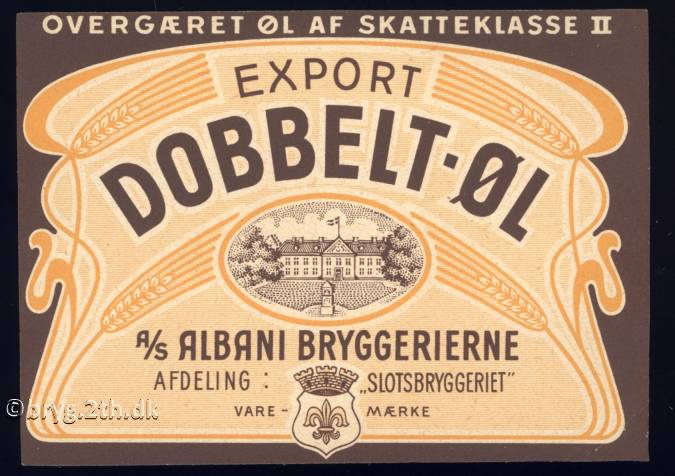 OVERGÆRET ØL AF SKATTEKLASSE II
EXPORT
DOBBELT-ØL
A/S ALBANI BRYGGERIERNE
AFDELING : „SLOTSBRYGGERIET"
VARE - MÆRKE
©bryg.2th.dk